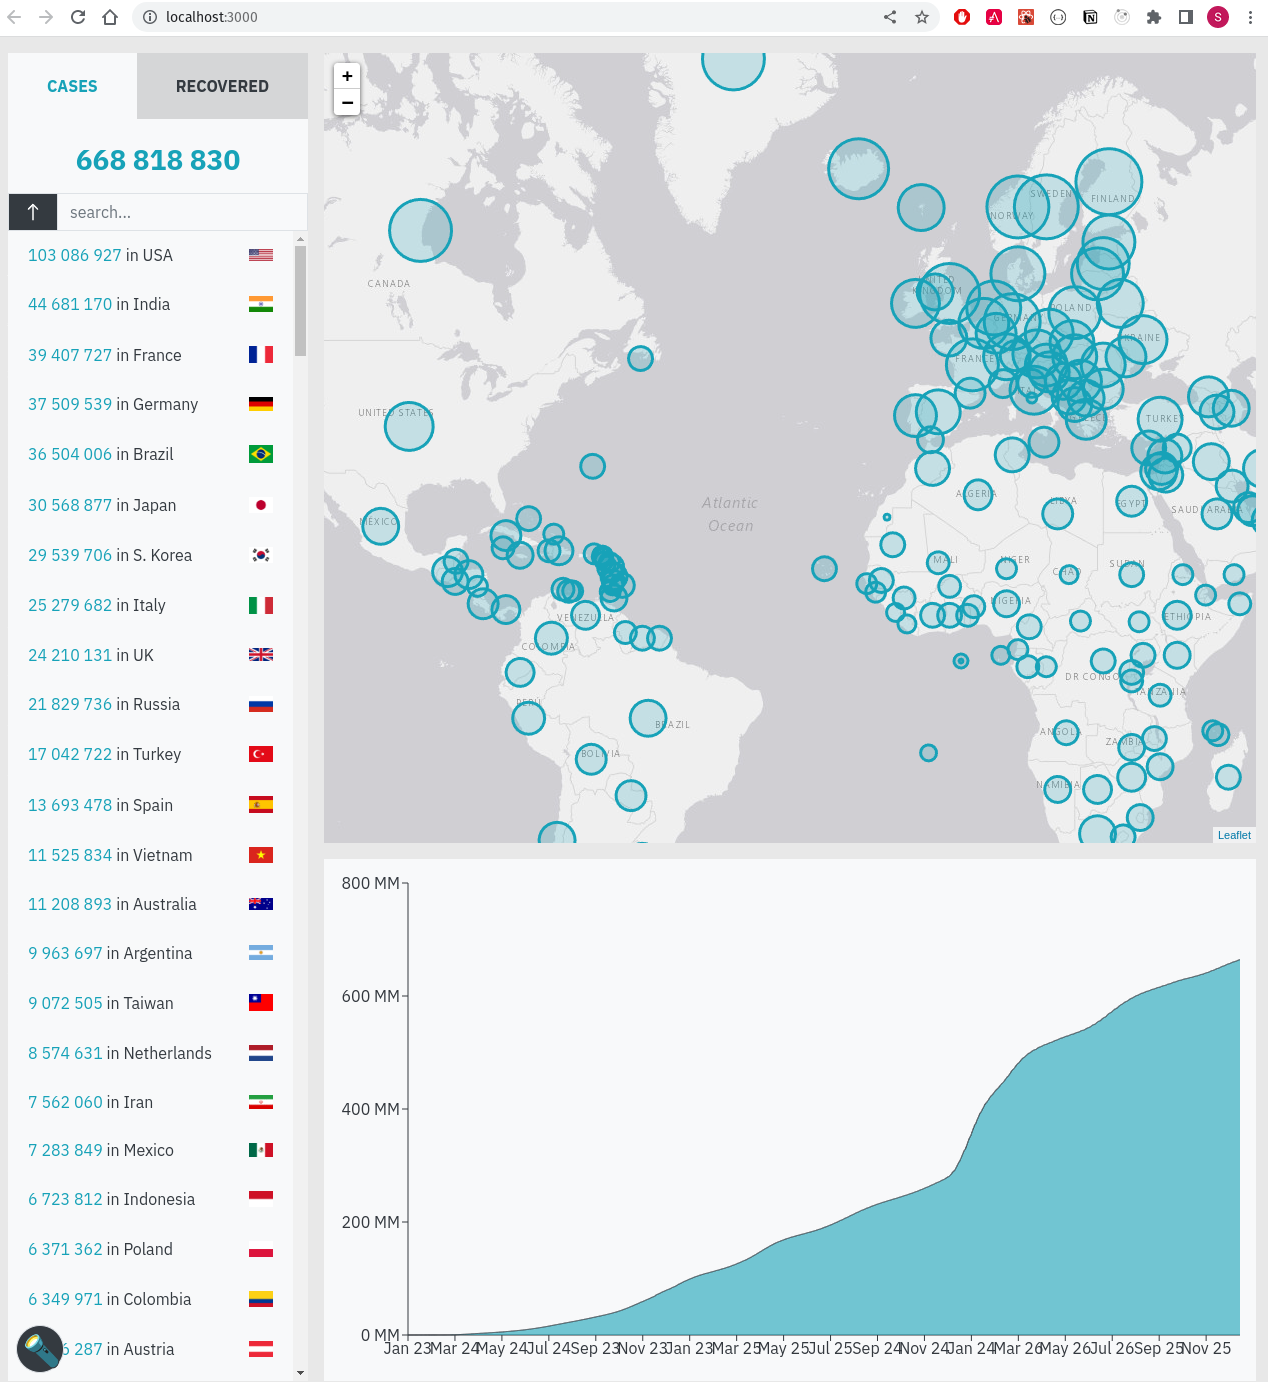 localhost:3000
S
CASES
RECOVERED
668 818 830
search...
103 086 927 in USA
44 681 170 in India
39 407 727 in France
37 509 539 in Germany
36 504 006 in Brazil
30 568 877 in Japan
29 539 706 in S. Korea
25 279 682 in Italy
24 210 131 in UK
21 829 736 in Russia
17 042 722 in Turkey
13 693 478 in Spain
11 525 834 in Vietnam
11 208 893 in Australia
9 963 697 in Argentina
9 072 505 in Taiwan
8 574 631 in Netherlands
7 562 060 in Iran
7 283 849 in Mexico
6 723 812 in Indonesia
6 371 362 in Poland
6 349 971 in Colombia
287 in Austria
+
−
SWEDEN
FINLAND
NORWAY
CANADA
UNITED
KINGDOM
POLAND
GERMANY
UKRAINE
FRANCE
ITALY
UNITED STATES
GREECE
TURKEY
Atlantic
Ocean
ALGERIA
LIBYA
EGYPT
SAUDI ARABIA
MEXICO
MALI
NIGER
CHAD
SUDAN
NIGERIA
ETHIOPIA
VENEZUELA
COLOMBIA
DR CONGO
TANZANIA
PERU
BRAZIL
ANGOLA
ZAMBIA
BOLIVIA
NAMIBIA
Leaflet
800 MM
600 MM
400 MM
200 MM
0 MM
Jan 23 Mar 24 May 24 Jul 24 Sep 23 Nov 23 Jan 23 Mar 25 May 25 Jul 25 Sep 24 Nov 24 Jan 24 Mar 26 May 26 Jul 26 Sep 25 Nov 25